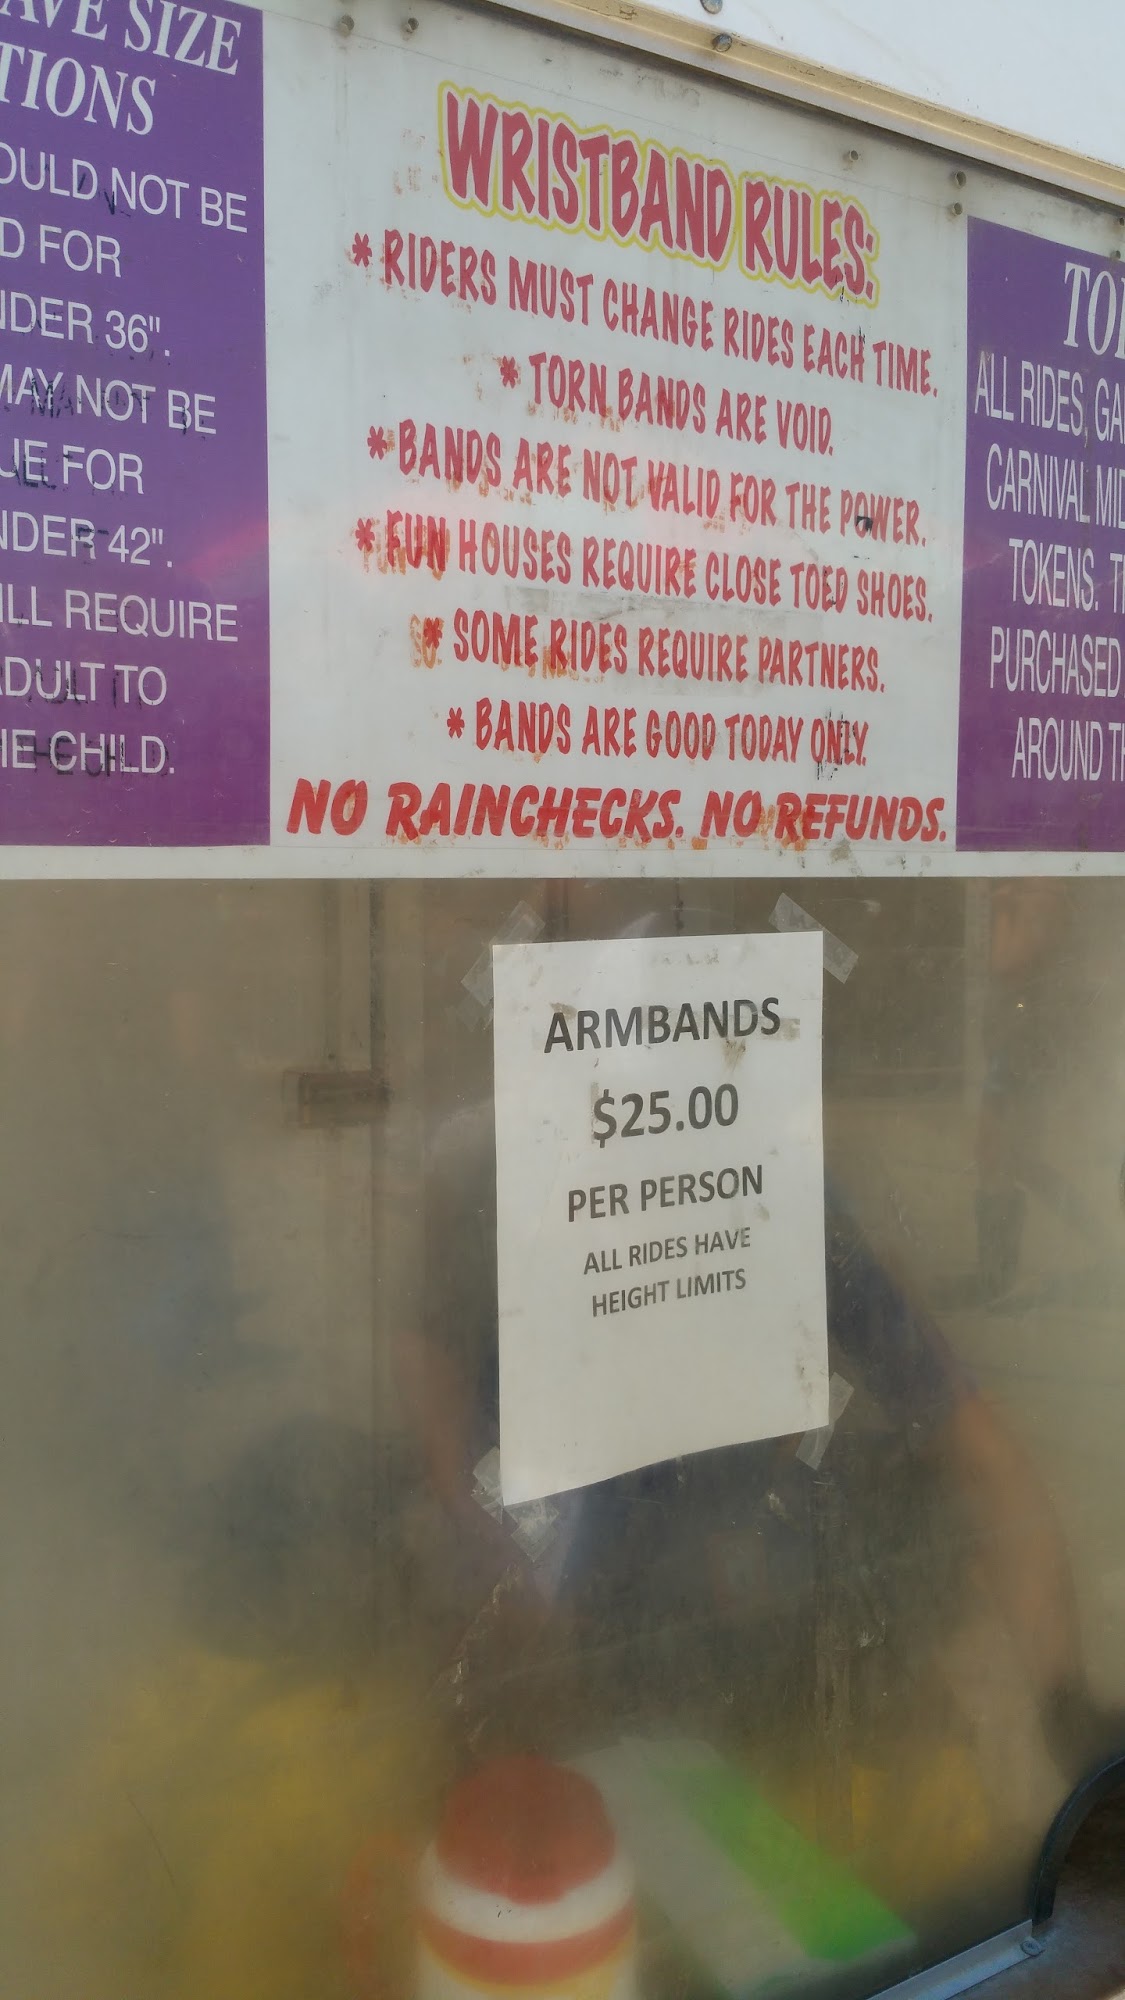 AVE SIZE
TIONS
OULD NOT BE
D FOR
NDER 36".
MAY NOT BE
UE FOR
NDER 42".
ILL REQUIRE
ADULT TO
HE CHILD.
WRISTBAND RULES:
* RIDERS MUST CHANGE RIDES EACH TIME.
* TORN BANDS ARE VOID.
* BANDS ARE NOT VALID FOR THE POWER.
* FUN HOUSES REQUIRE CLOSE TOED SHOES.
* SOME RIDES REQUIRE PARTNERS.
* BANDS ARE GOOD TODAY ONLY.
NO RAINCHECKS. NO REFUNDS.
TO
ALL RIDES, GA
CARNIVAL MID
TOKENS. T
PURCHASED
AROUND TH
ARMBANDS
$25.00
PER PERSON
ALL RIDES HAVE
HEIGHT LIMITS